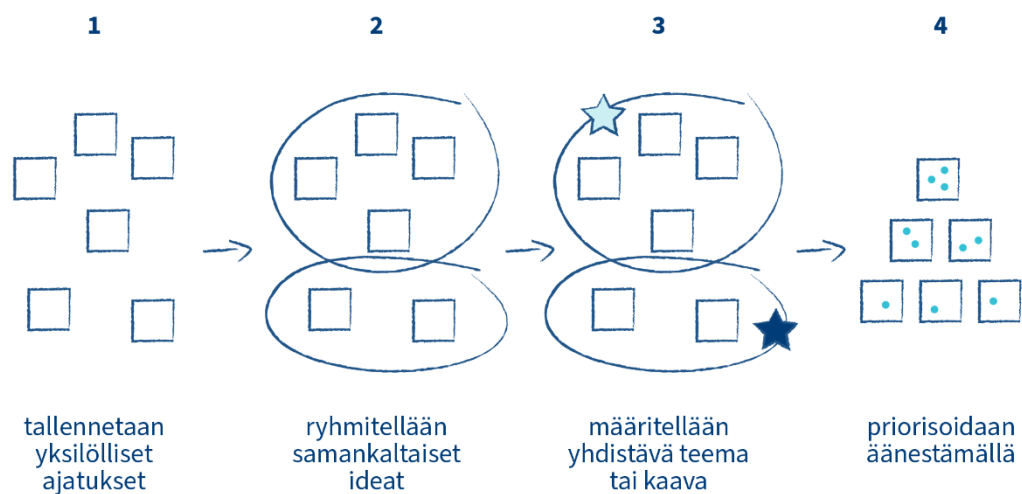 1
2
3
4
tallennetaan
yksilölliset
ajatukset
ryhmitellään
samankaltaiset
ideat
määritellään
yhdistävä teema
tai kaava
priorisoidaan
äänestämällä